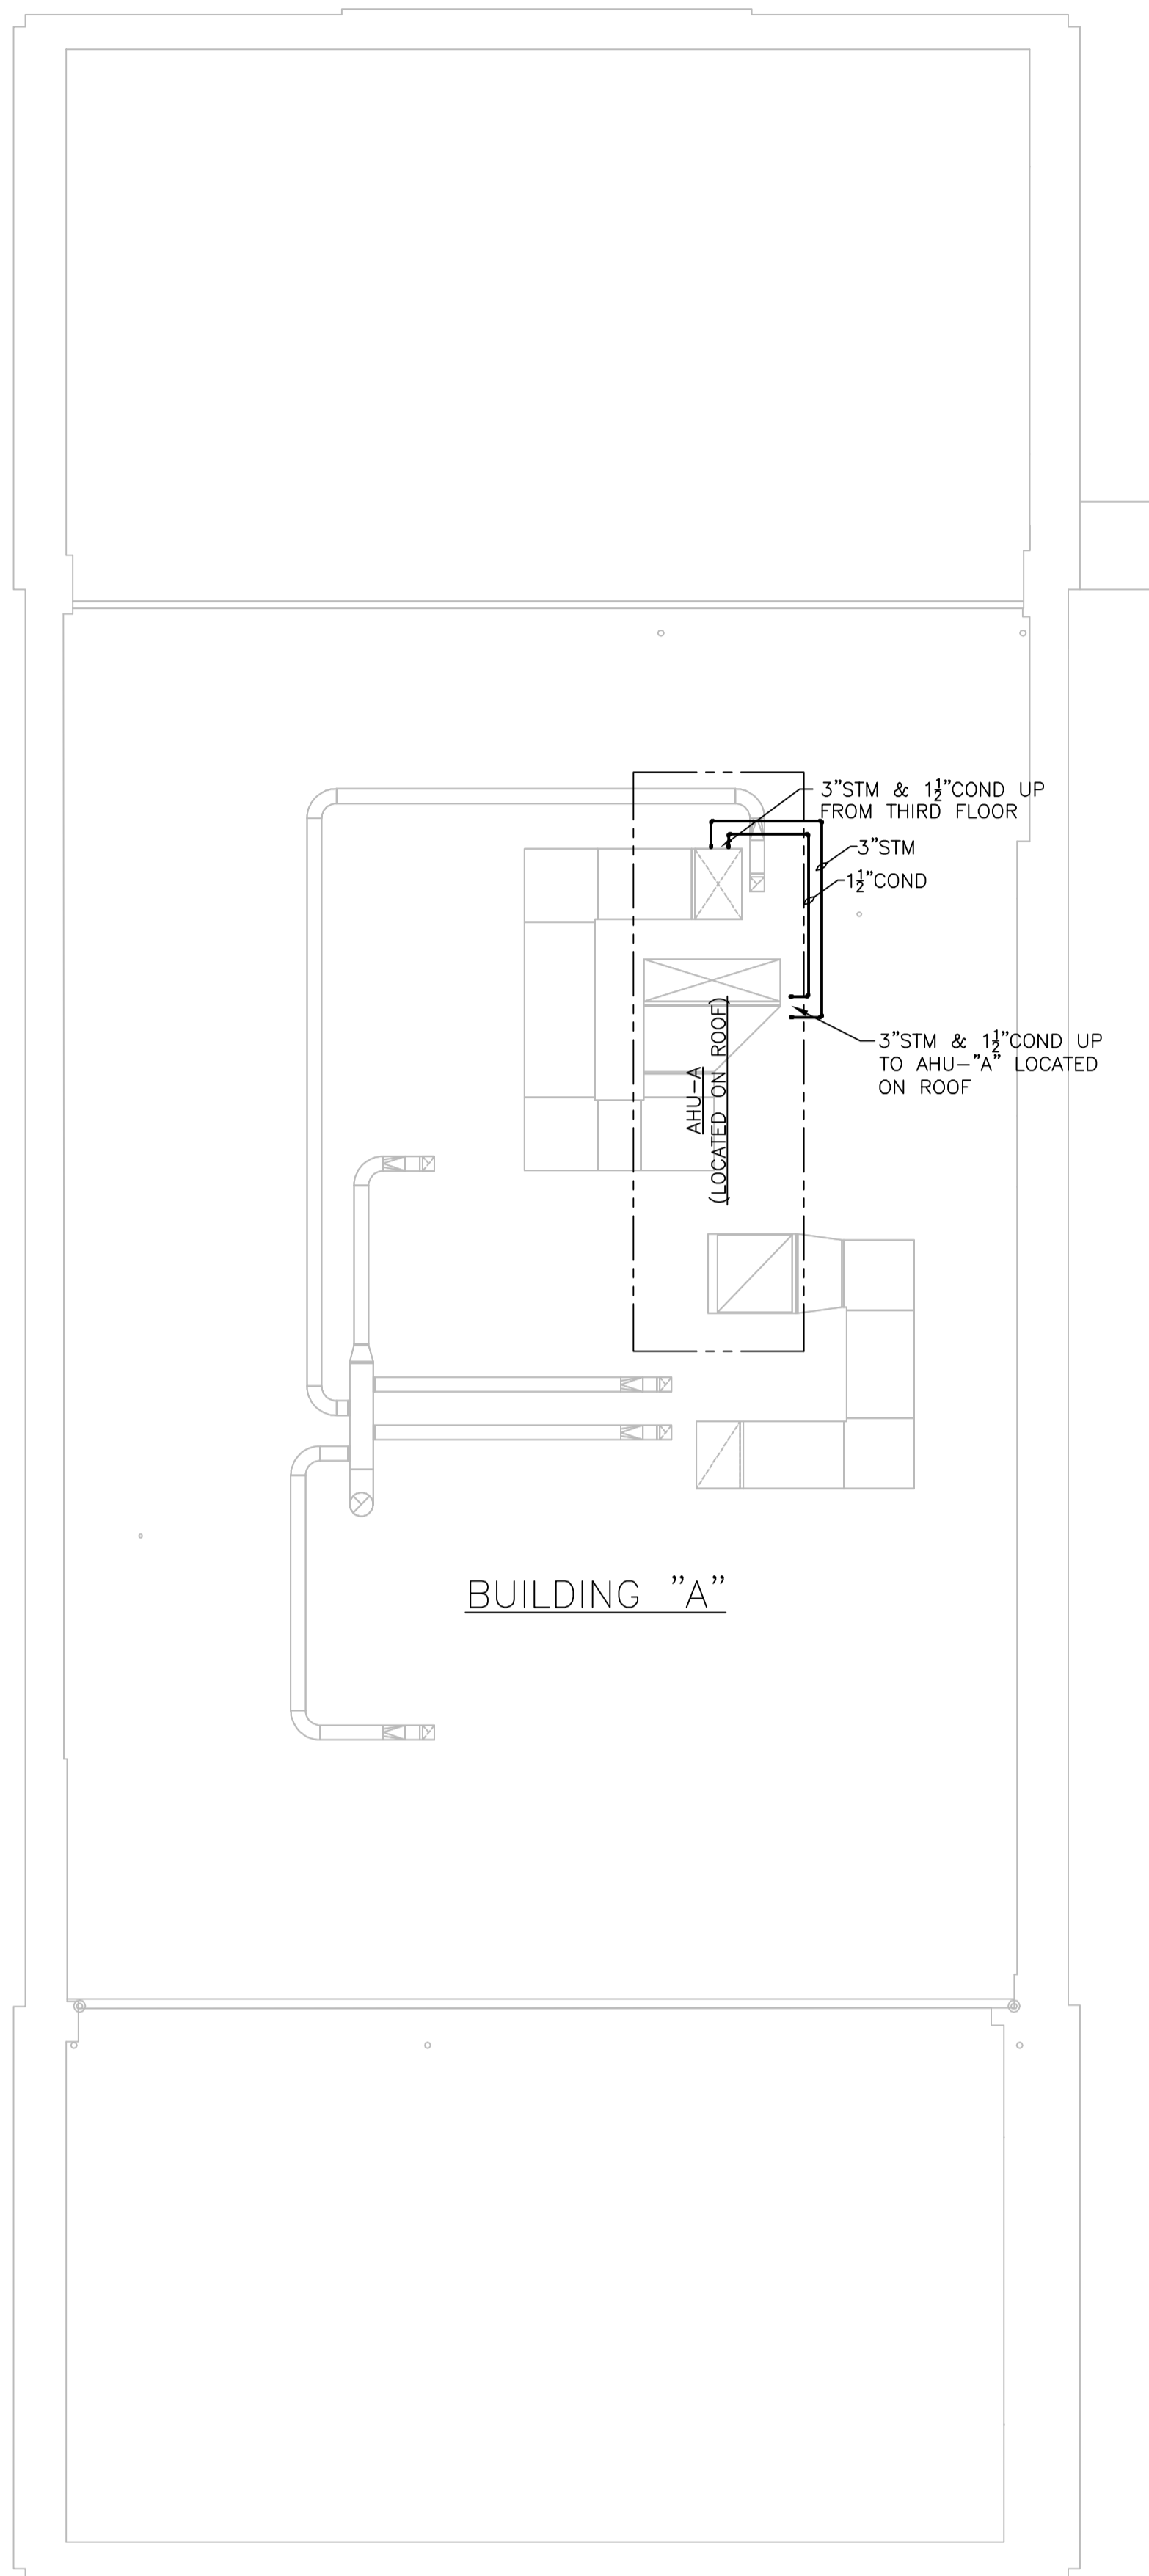 3”STM & 1½”COND UP
FROM THIRD FLOOR
3”STM
1½”COND
3”STM & 1½”COND UP
TO AHU-”A” LOCATED
ON ROOF
AHU-A
(LOCATED ON ROOF)
BUILDING ”A”